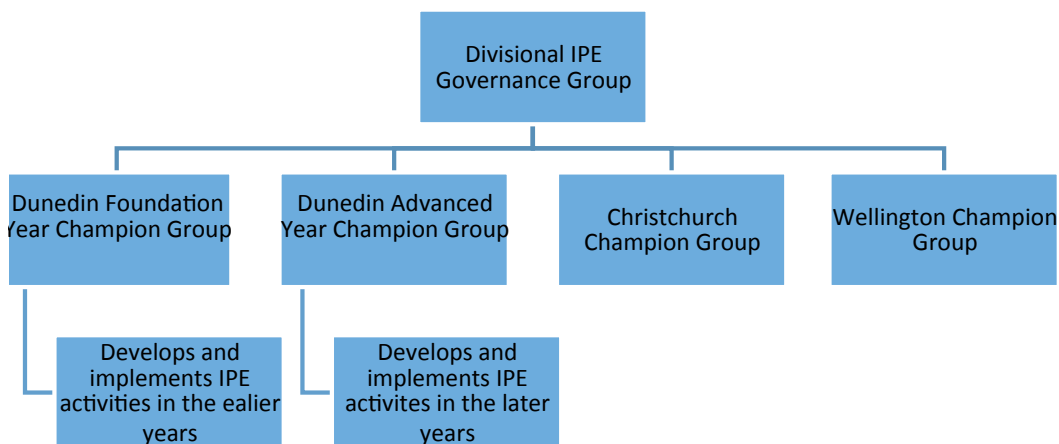 Divisional IPE
Governance Group
Dunedin Foundation
Year Champion Group
Dunedin Advanced
Year Champion Group
Christchurch
Champion Group
Wellington Champion
Group
Develops and
implements IPE
activities in the ealier
years
Develops and
implements IPE
activites in the later
years